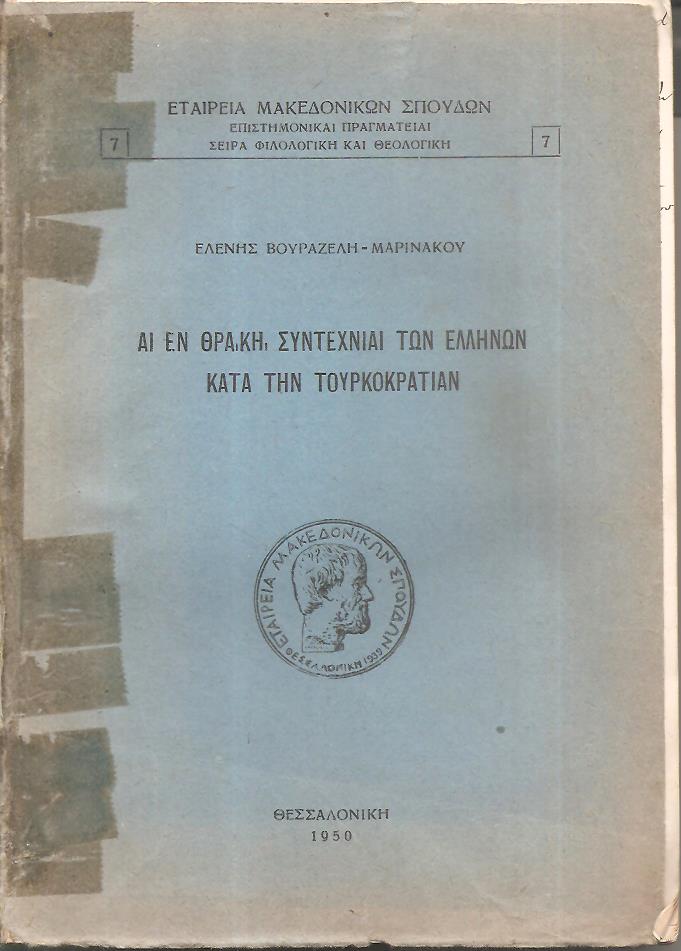 ΕΤΑΙΡΕΙΑ ΜΑΚΕΔΟΝΙΚΩΝ ΣΠΟΥΔΩΝ
ΕΠΙΣΤΗΜΟΝΙΚΑΙ ΠΡΑΓΜΑΤΕΙΑΙ
7 ΣΕΙΡΑ ΦΙΛΟΛΟΓΙΚΗ ΚΑΙ ΘΕΟΛΟΓΙΚΗ 7
ΕΛΕΝΗΣ ΒΟΥΡΑΖΕΛΗ - ΜΑΡΙΝΑΚΟΥ
ΑΙ ΕΝ ΘΡΑιΚΗι ΣΥΝΤΕΧΝΙΑΙ ΤΩΝ ΕΛΛΗΝΩΝ
ΚΑΤΑ ΤΗΝ ΤΟΥΡΚΟΚΡΑΤΙΑΝ
ΕΤΑΙΡΕΙΑ ΜΑΚΕΔΟΝΙΚΩΝ ΣΠΟΥΔΩΝ
ΘΕΣΣΑΛΟΝΙΚΗ 1939
ΘΕΣΣΑΛΟΝΙΚΗ
1950